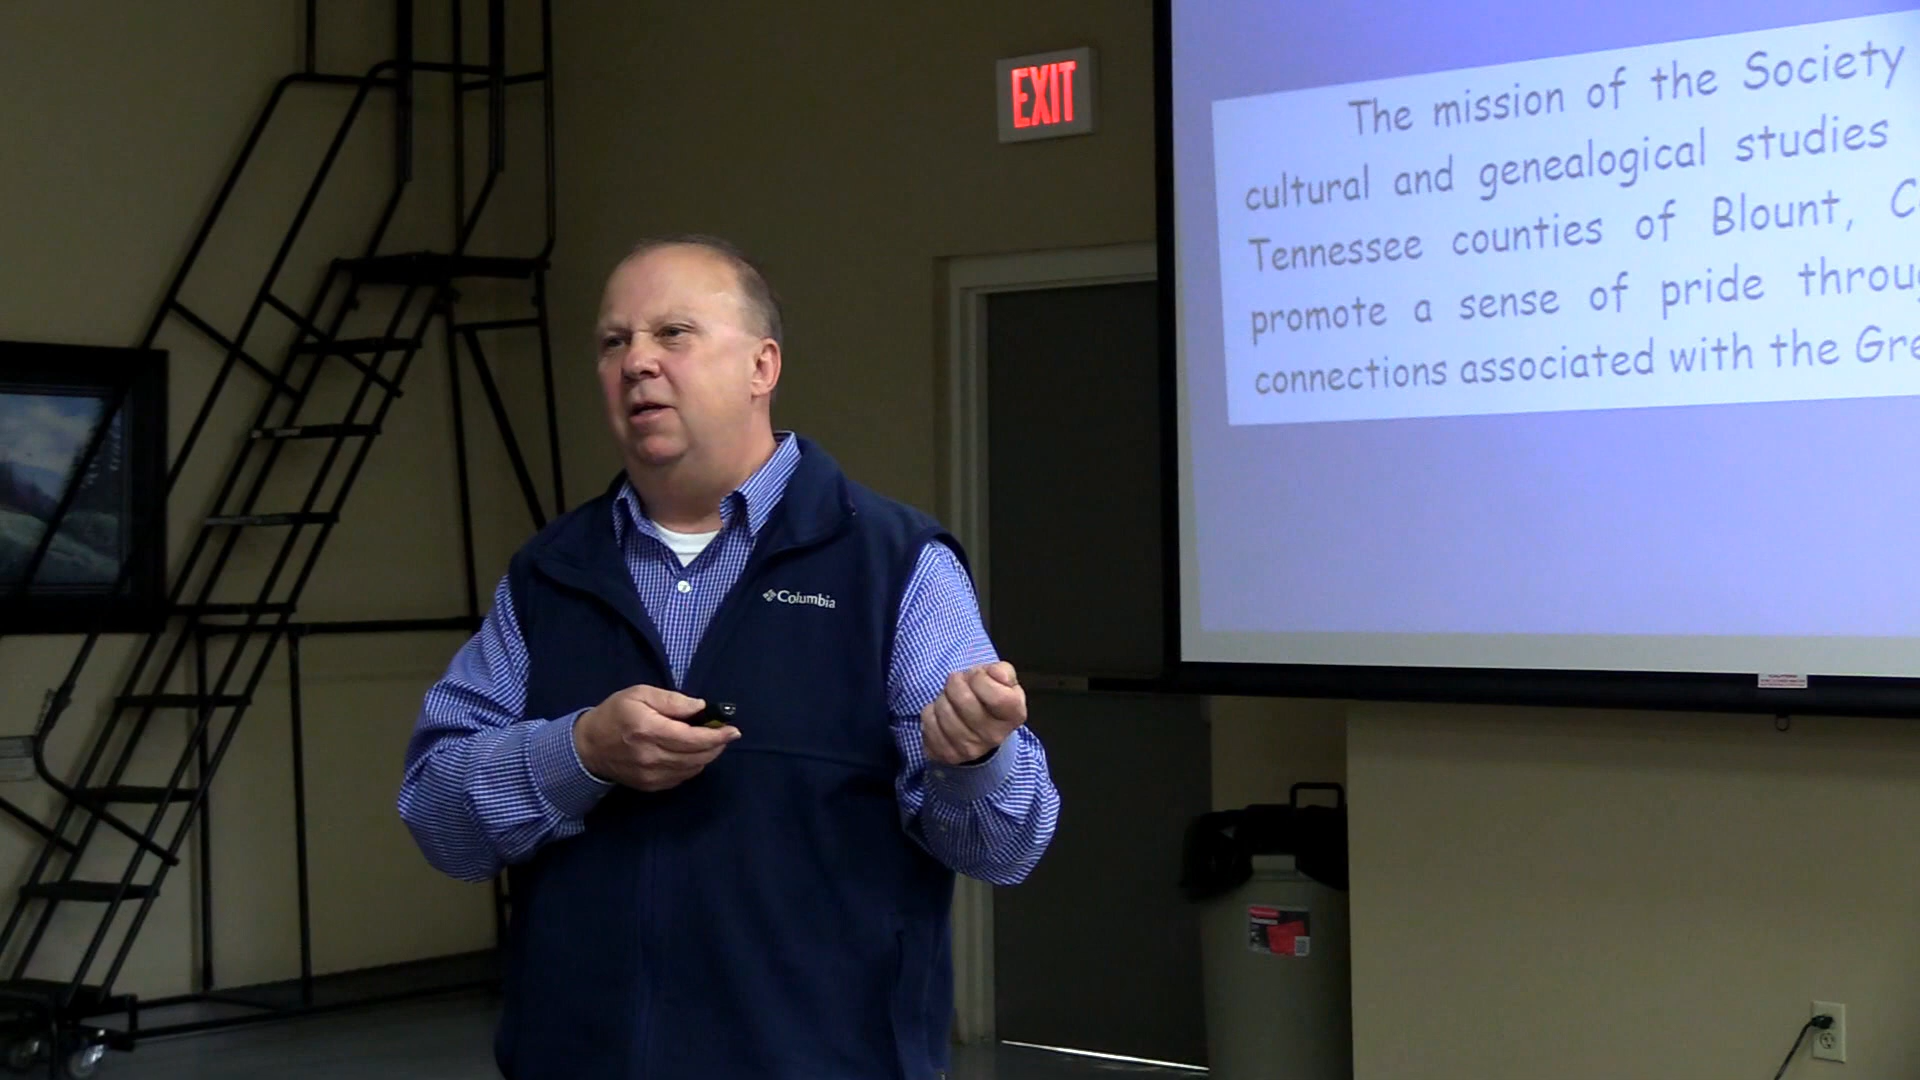 EXIT
The mission of the Society
cultural and genealogical studies
Tennessee counties of Blount,
promote a sense of pride
connections associated with the
Columbia